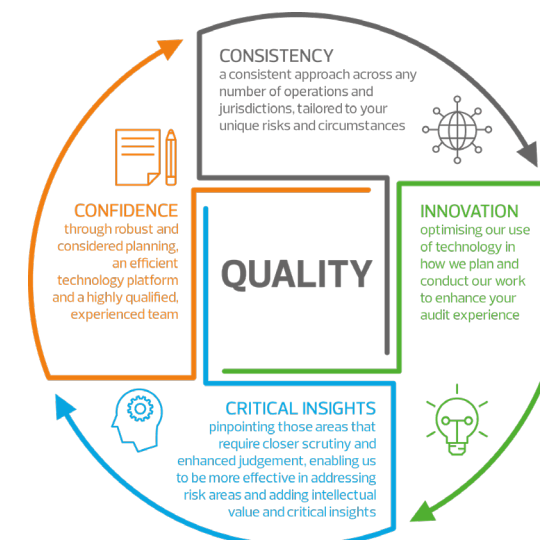 CONSISTENCY
a consistent approach across any
number of operations and
jurisdictions, tailored to your
unique risks and circumstances
CONFIDENCE
through robust and
considered planning,
an efficient
technology platform
and a highly qualified,
experienced team
QUALITY
INNOVATION
optimising our use
of technology in
how we plan and
conduct our work
to enhance your
audit experience
CRITICAL INSIGHTS
pinpointing those areas that
require closer scrutiny and
enhanced judgement, enabling us
to be more effective in addressing
risk areas and adding intellectual
value and critical insights